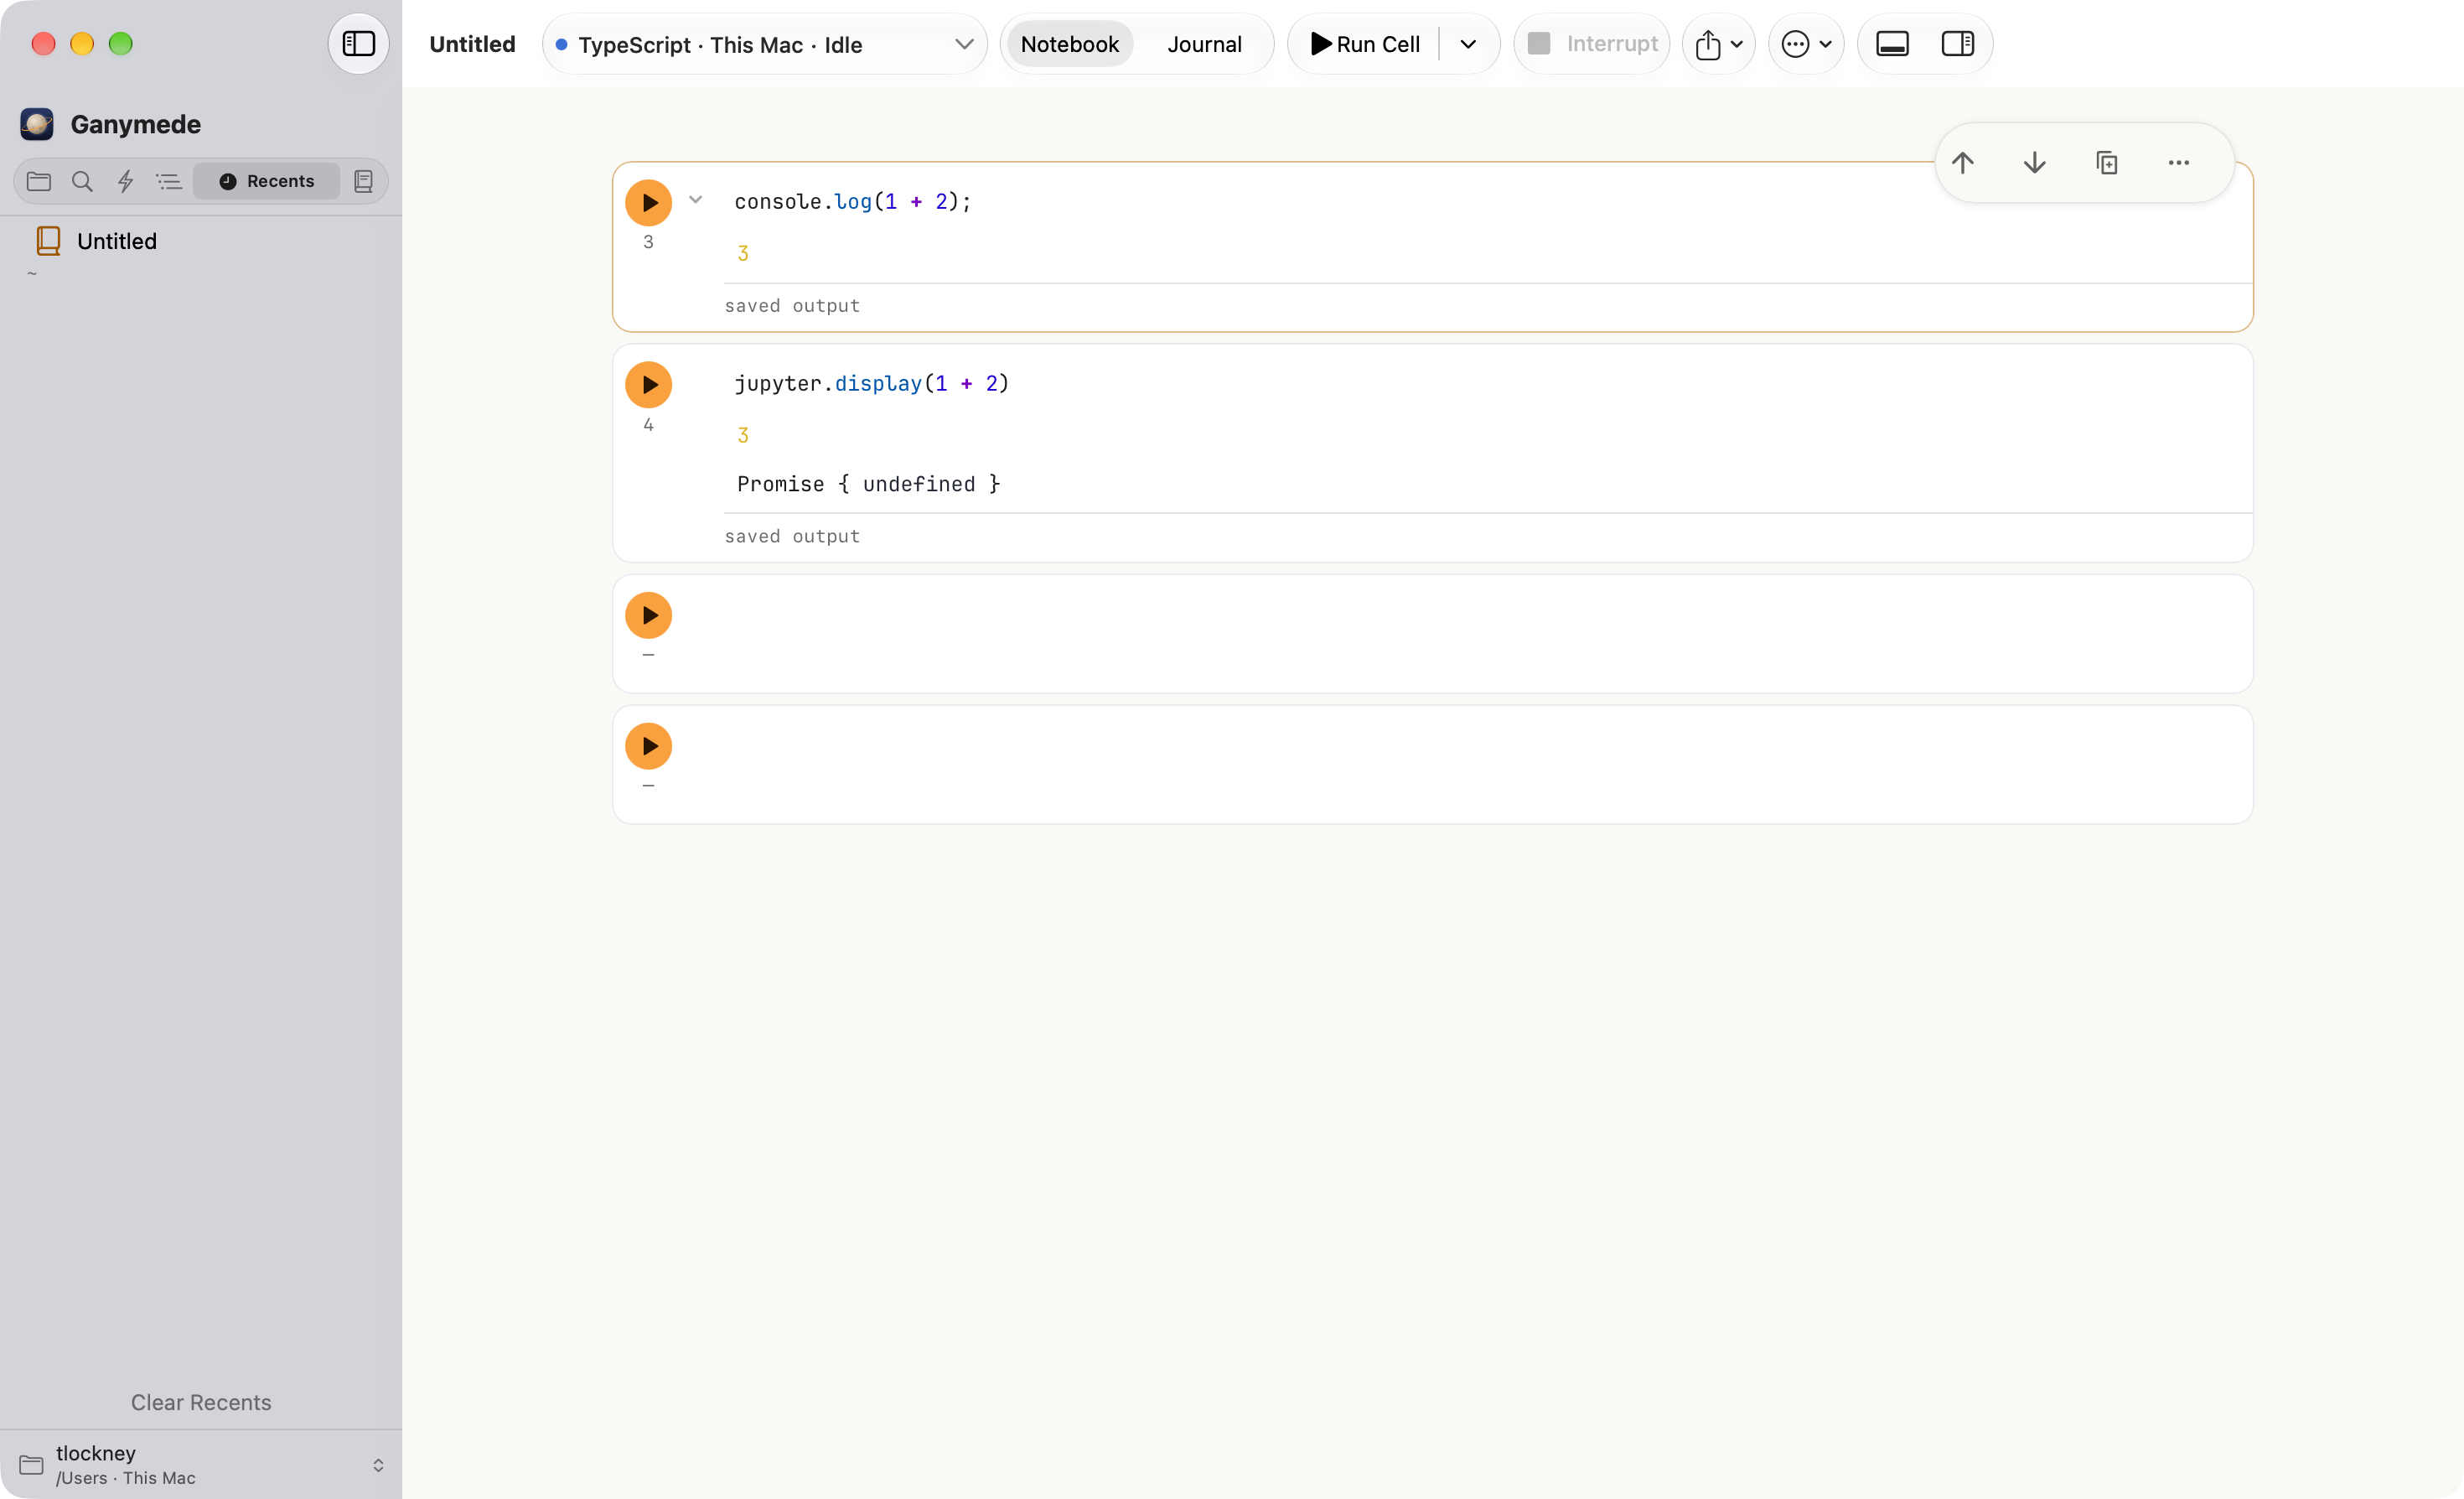 Untitled
TypeScript · This Mac · Idle
Notebook
Journal
Run Cell
Interrupt
Ganymede
Recents
Untitled
~
console.log(1 + 2);
3
3
saved output
jupyter.display(1 + 2)
4
3
Promise { undefined }
saved output
–
–
Clear Recents
tlockney
/Users · This Mac